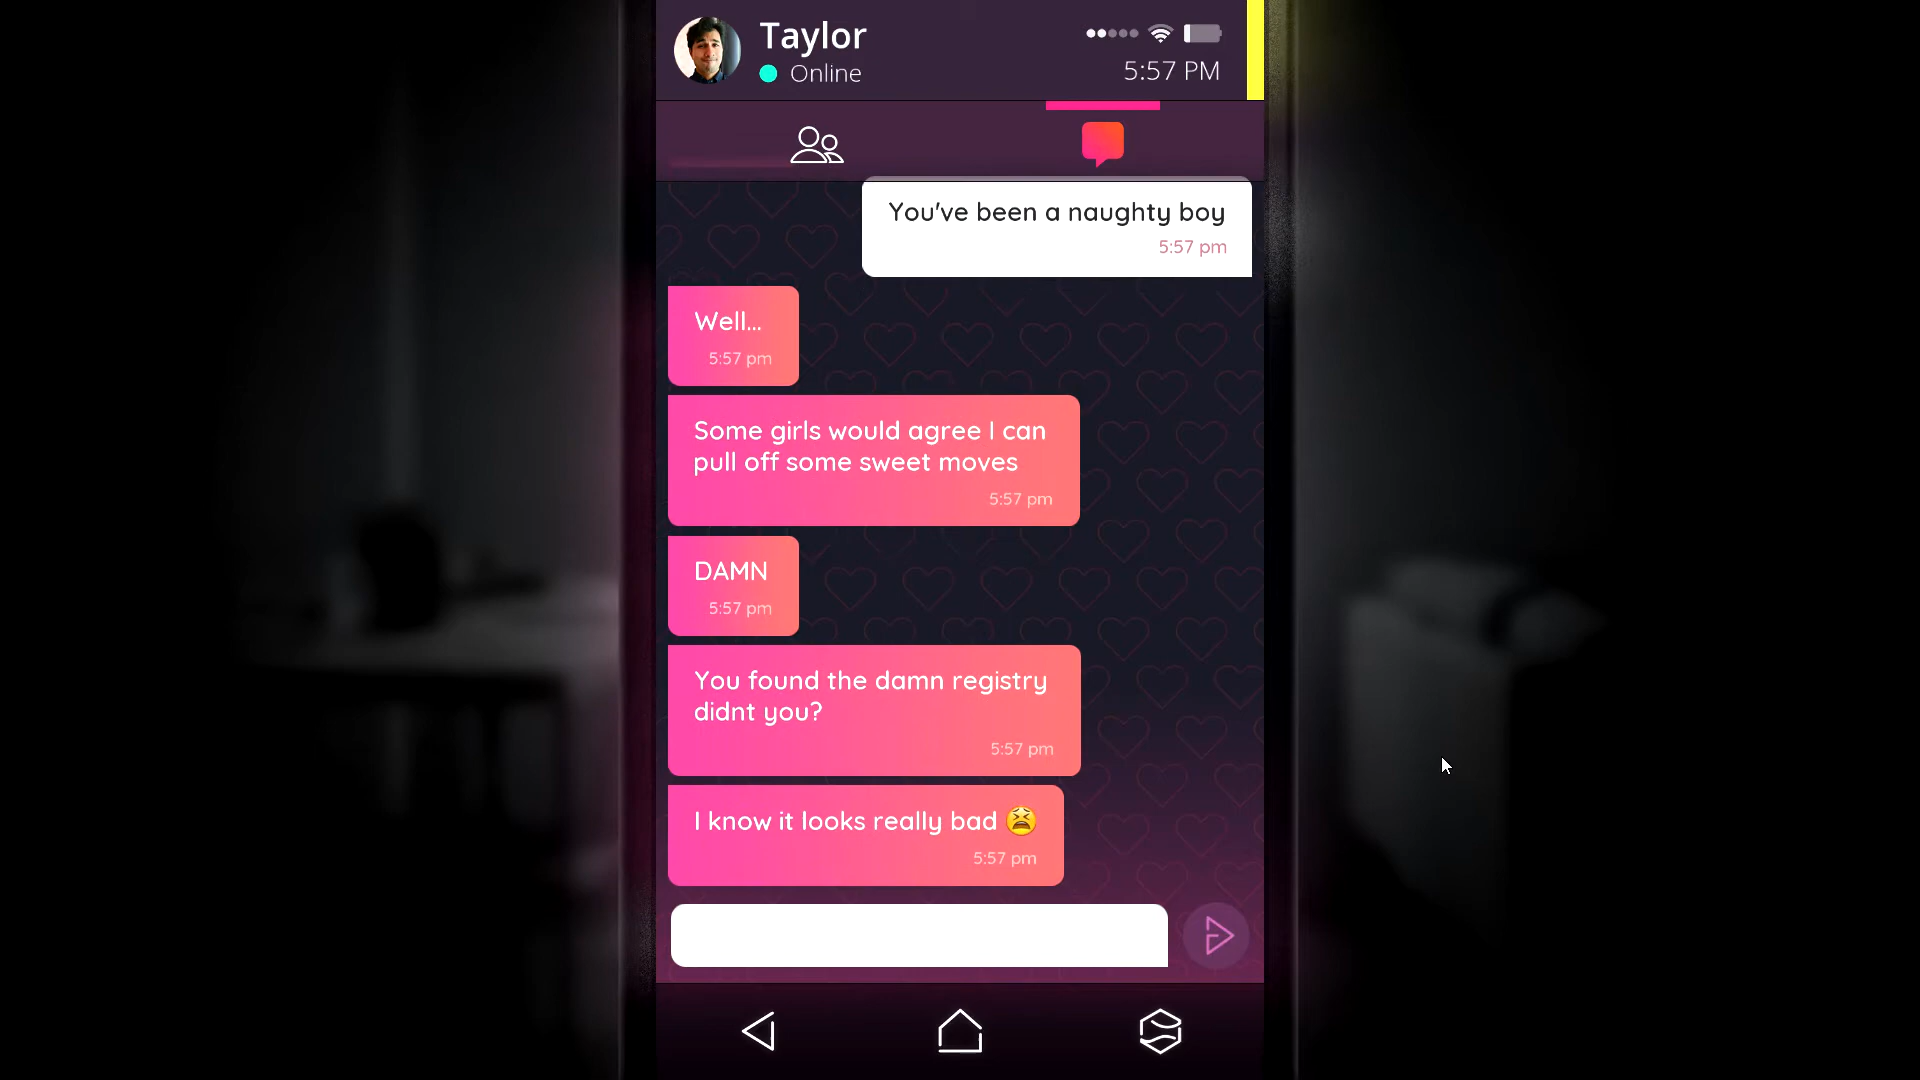 Taylor
Online
5:57 PM
You've been a naughty boy
5:57 pm
Well...
5:57 pm
Some girls would agree I can
pull off some sweet moves
5:57 pm
DAMN
5:57 pm
You found the damn registry
didnt you?
5:57 pm
I know it looks really bad 😫
5:57 pm